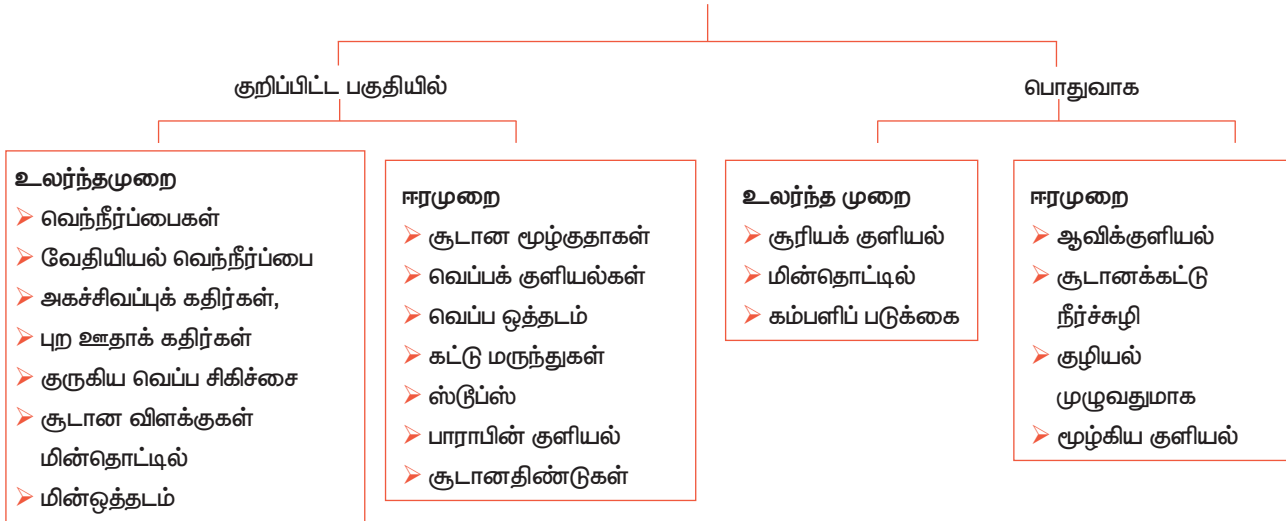 குறிப்பிட்ட பகுதியில்
பொதுவாக
உலர்ந்தமுறை
வெந்நீர்ப்பைகள்
வேதியியல் வெந்நீர்ப்பை
அகச்சிவப்புக் கதிர்கள்,
புற ஊதாக் கதிர்கள்
குருகிய வெப்ப சிகிச்சை
சூடான விளக்குகள்
மின்தொட்டில்
மின்ஒத்தடம்
ஈரமுறை
சூடான மூழ்குதாகள்
வெப்பக் குளியல்கள்
வெப்ப ஒத்தடம்
கட்டு மருந்துகள்
ஸ்டூப்ஸ்
பாராபின் குளியல்
சூடானதிண்டுகள்
உலர்ந்த முறை
சூரியக் குளியல்
மின்தொட்டில்
கம்பளிப் படுக்கை
ஈரமுறை
ஆவிக்குளியல்
சூடானக்கட்டு
நீர்ச்சுழி
குழியல்
முழுவதுமாக
மூழ்கிய குளியல்